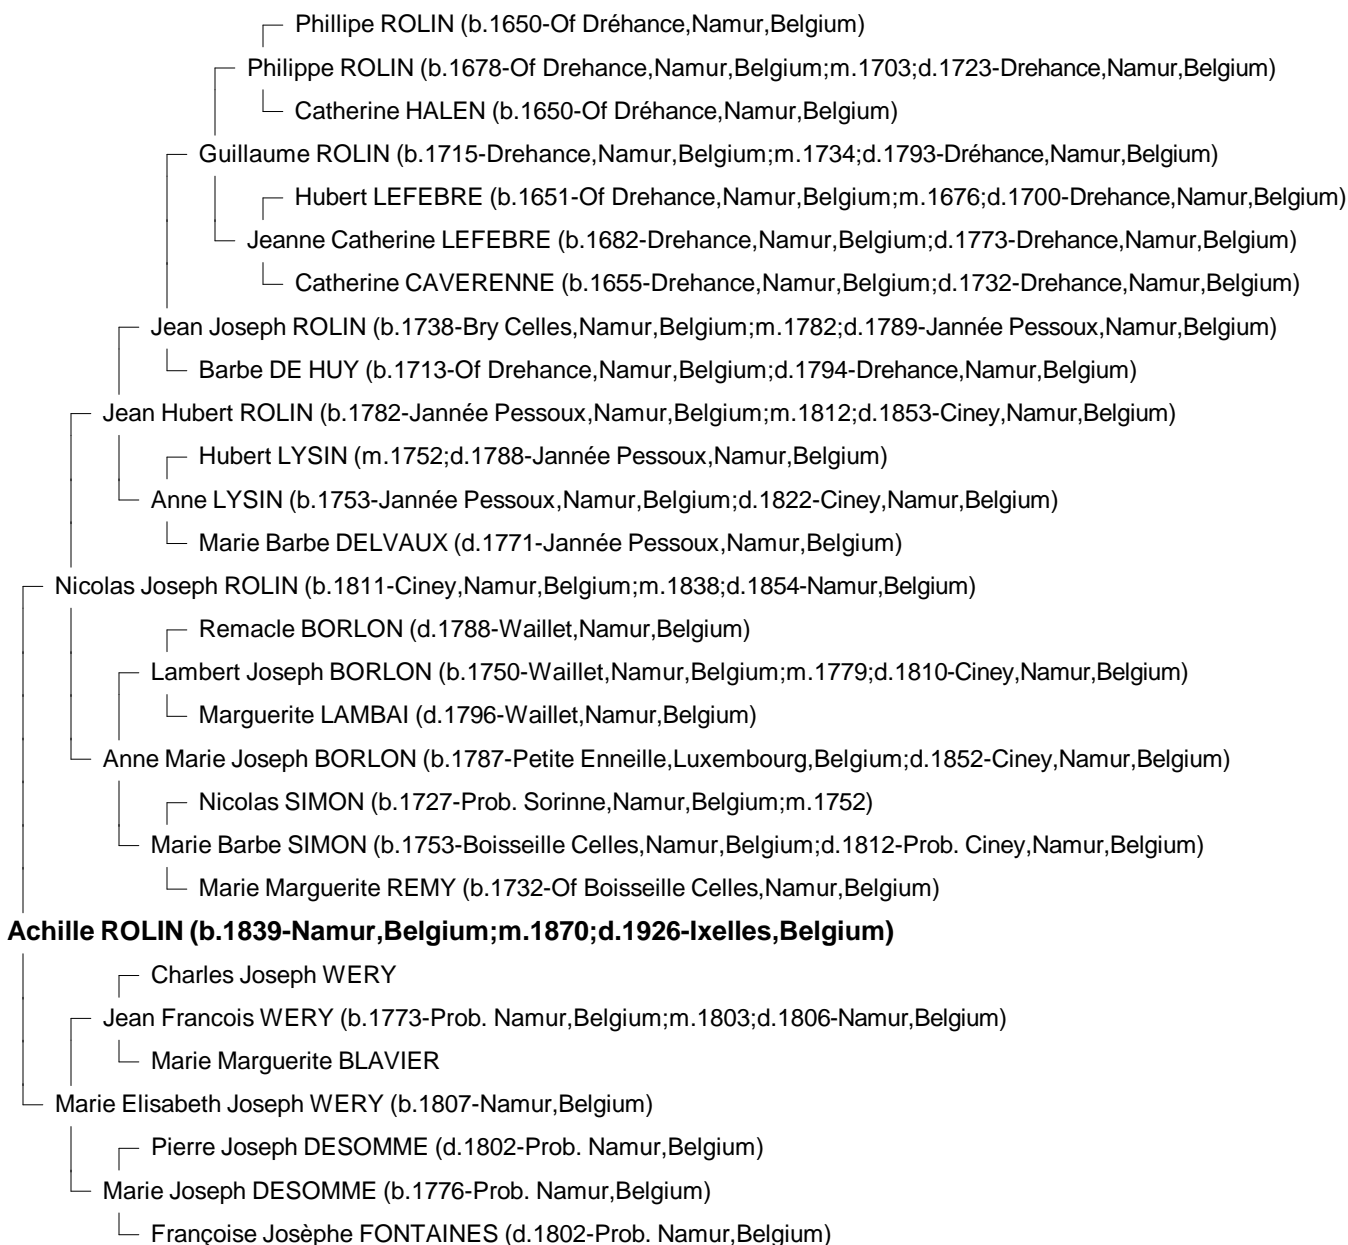 Phillipe ROLIN (b.1650-Of Dréhance,Namur,Belgium)
Philippe ROLIN (b.1678-Of Drehance,Namur,Belgium;m.1703;d.1723-Drehance,Namur,Belgium)
Catherine HALEN (b.1650-Of Dréhance,Namur,Belgium)
Guillaume ROLIN (b.1715-Drehance,Namur,Belgium;m.1734;d.1793-Dréhance,Namur,Belgium)
Hubert LEFEBRE (b.1651-Of Drehance,Namur,Belgium;m.1676;d.1700-Drehance,Namur,Belgium)
Jeanne Catherine LEFEBRE (b.1682-Drehance,Namur,Belgium;d.1773-Drehance,Namur,Belgium)
Catherine CAVERENNE (b.1655-Drehance,Namur,Belgium;d.1732-Drehance,Namur,Belgium)
Jean Joseph ROLIN (b.1738-Bry Celles,Namur,Belgium;m.1782;d.1789-Jannée Pessoux,Namur,Belgium)
Barbe DE HUY (b.1713-Of Drehance,Namur,Belgium;d.1794-Drehance,Namur,Belgium)
Jean Hubert ROLIN (b.1782-Jannée Pessoux,Namur,Belgium;m.1812;d.1853-Ciney,Namur,Belgium)
Hubert LYSIN (m.1752;d.1788-Jannée Pessoux,Namur,Belgium)
Anne LYSIN (b.1753-Jannée Pessoux,Namur,Belgium;d.1822-Ciney,Namur,Belgium)
Marie Barbe DELVAUX (d.1771-Jannée Pessoux,Namur,Belgium)
Nicolas Joseph ROLIN (b.1811-Ciney,Namur,Belgium;m.1838;d.1854-Namur,Belgium)
Remacle BORLON (d.1788-Waillet,Namur,Belgium)
Lambert Joseph BORLON (b.1750-Waillet,Namur,Belgium;m.1779;d.1810-Ciney,Namur,Belgium)
Marguerite LAMBAI (d.1796-Waillet,Namur,Belgium)
Anne Marie Joseph BORLON (b.1787-Petite Enneille,Luxembourg,Belgium;d.1852-Ciney,Namur,Belgium)
Nicolas SIMON (b.1727-Prob. Sorinne,Namur,Belgium;m.1752)
Marie Barbe SIMON (b.1753-Boisseille Celles,Namur,Belgium;d.1812-Prob. Ciney,Namur,Belgium)
Marie Marguerite REMY (b.1732-Of Boisseille Celles,Namur,Belgium)
Achille ROLIN (b.1839-Namur,Belgium;m.1870;d.1926-Ixelles,Belgium)
Charles Joseph WERY
Jean Francois WERY (b.1773-Prob. Namur,Belgium;m.1803;d.1806-Namur,Belgium)
Marie Marguerite BLAVIER
Marie Elisabeth Joseph WERY (b.1807-Namur,Belgium)
Pierre Joseph DESOMME (d.1802-Prob. Namur,Belgium)
Marie Joseph DESOMME (b.1776-Prob. Namur,Belgium)
Françoise Josèphe FONTAINES (d.1802-Prob. Namur,Belgium)